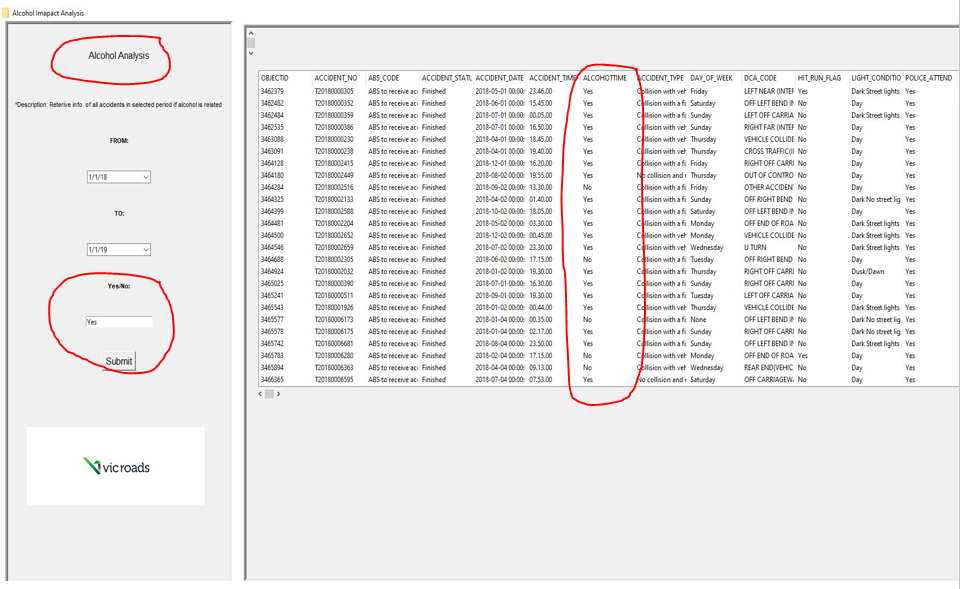 Alcohol Imapact Analysis
Alcohol Analysis
*Description: Reterive info. of all accidents in selected period if alcohol is related
FROM:
1/1/18
TO:
1/1/19
Yes/No:
Yes
Submit
vicroads
OBJECTID ACCIDENT_NO ABS_CODE ACCIDENT_STATU ACCIDENT_DATE ACCIDENT_TIME ALCOHOLTIME ACCIDENT_TYPE DAY_OF_WEEK DCA_CODE HIT_RUN_FLAG LIGHT_CONDITIO POLICE_ATTEND
3462379 T20180000305 ABS to receive acc Finished 2018-05-01 00:00: 23.46.00 Yes Collision with veh Friday LEFT NEAR (INTEF Yes Dark Street lights Yes
3462482 T20180000352 ABS to receive acc Finished 2018-06-01 00:00: 15.45.00 Yes Collision with a fi Saturday OFF LEFT BEND IN No Day Yes
3462484 T20180000359 ABS to receive acc Finished 2018-07-01 00:00: 00.05.00 Yes Collision with a fi Sunday LEFT OFF CARRIA No Dark Street lights Yes
3462535 T20180000386 ABS to receive acc Finished 2018-07-01 00:00: 16.50.00 Yes Collision with veh Sunday RIGHT FAR (INTEF No Day Yes
3463088 T20180000230 ABS to receive acc Finished 2018-04-01 00:00: 18.45.00 Yes Collision with veh Thursday VEHICLE COLLIDE No Day Yes
3463091 T20180000238 ABS to receive acc Finished 2018-04-01 00:00: 19.40.00 Yes Collision with veh Thursday CROSS TRAFFIC(II No Day Yes
3464128 T20180002415 ABS to receive acc Finished 2018-12-01 00:00: 16.20.00 Yes Collision with a fi Friday RIGHT OFF CARRI No Day Yes
3464180 T20180002449 ABS to receive acc Finished 2018-08-02 00:00: 19.55.00 Yes No collision and n Thursday OUT OF CONTRO No Day Yes
3464284 T20180002516 ABS to receive acc Finished 2018-09-02 00:00: 13.30.00 No Collision with a fi Friday OTHER ACCIDENT No Day Yes
3464325 T20180002133 ABS to receive acc Finished 2018-04-02 00:00: 01.40.00 Yes Collision with a fi Sunday OFF RIGHT BEND No Dark No street lig Yes
3464399 T20180002588 ABS to receive acc Finished 2018-10-02 00:00: 18.05.00 Yes Collision with a fi Saturday OFF LEFT BEND IN No Day Yes
3464481 T20180002204 ABS to receive acc Finished 2018-05-02 00:00: 03.30.00 Yes Collision with a fi Monday OFF END OF ROA No Dark Street lights Yes
3464500 T20180002652 ABS to receive acc Finished 2018-12-02 00:00: 00.45.00 Yes Collision with veh Monday VEHICLE COLLIDE No Dark Street lights Yes
3464546 T20180002659 ABS to receive acc Finished 2018-07-02 00:00: 23.30.00 Yes Collision with veh Wednesday U TURN No Dark Street lights Yes
3464688 T20180002305 ABS to receive acc Finished 2018-06-02 00:00: 17.15.00 No Collision with a fi Tuesday OFF RIGHT BEND No Day Yes
3464924 T20180002032 ABS to receive acc Finished 2018-01-02 00:00: 19.30.00 Yes Collision with a fi Thursday RIGHT OFF CARRI No Dusk/Dawn Yes
3465025 T20180000390 ABS to receive acc Finished 2018-07-01 00:00: 16.30.00 Yes Collision with a fi Sunday RIGHT OFF CARRI No Day Yes
3465241 T20180000511 ABS to receive acc Finished 2018-09-01 00:00: 19.30.00 Yes Collision with a fi Tuesday LEFT OFF CARRIA No Day Yes
3465543 T20180001926 ABS to receive acc Finished 2018-01-02 00:00: 00.44.00 Yes Collision with veh Thursday VEHICLE COLLIDE No Dark Street lights Yes
3465577 T20180006173 ABS to receive acc Finished 2018-01-04 00:00: 00.35.00 No Collision with a fi None OFF LEFT BEND IN No Dark No street lig Yes
3465578 T20180006175 ABS to receive acc Finished 2018-01-04 00:00: 02.17.00 Yes Collision with a fi Sunday RIGHT OFF CARRI No Dark No street lig Yes
3465742 T20180006681 ABS to receive acc Finished 2018-08-04 00:00: 23.50.00 Yes Collision with a fi Sunday OFF LEFT BEND IN No Dark Street lights Yes
3465783 T20180006280 ABS to receive acc Finished 2018-02-04 00:00: 17.15.00 No Collision with veh Monday OFF END OF ROA Yes Day Yes
3465894 T20180006363 ABS to receive acc Finished 2018-04-04 00:00: 09.13.00 No Collision with veh Wednesday REAR END(VEHIC No Day Yes
3466365 T20180006595 ABS to receive acc Finished 2018-07-04 00:00: 07.53.00 Yes No collision and n Saturday OFF CARRIAGEWA No Day Yes